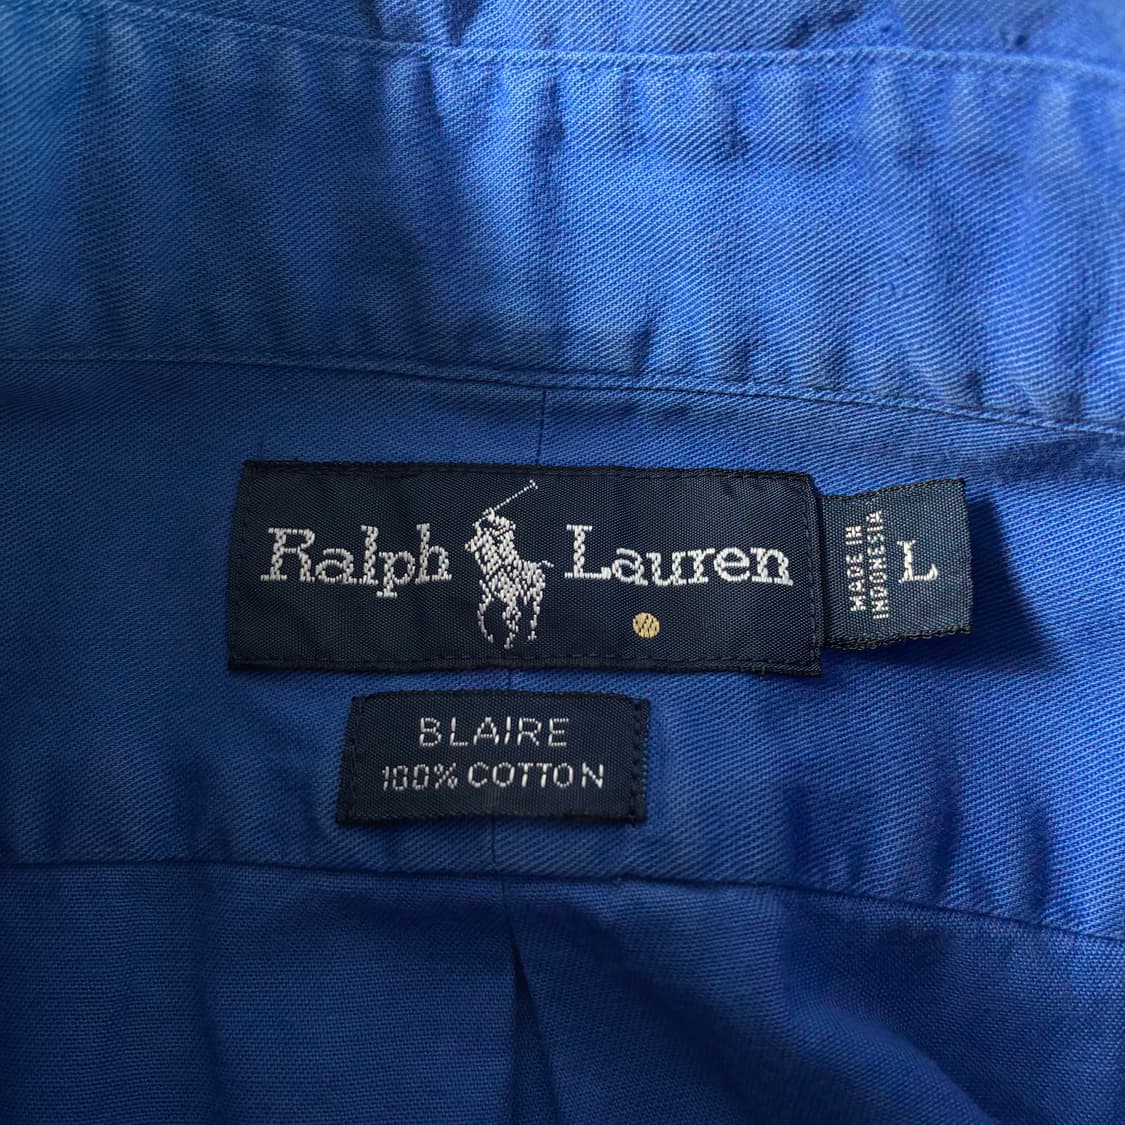 Ralph Lauren
MADE IN
INDONESIA
L
BLAIRE
100% COTTON